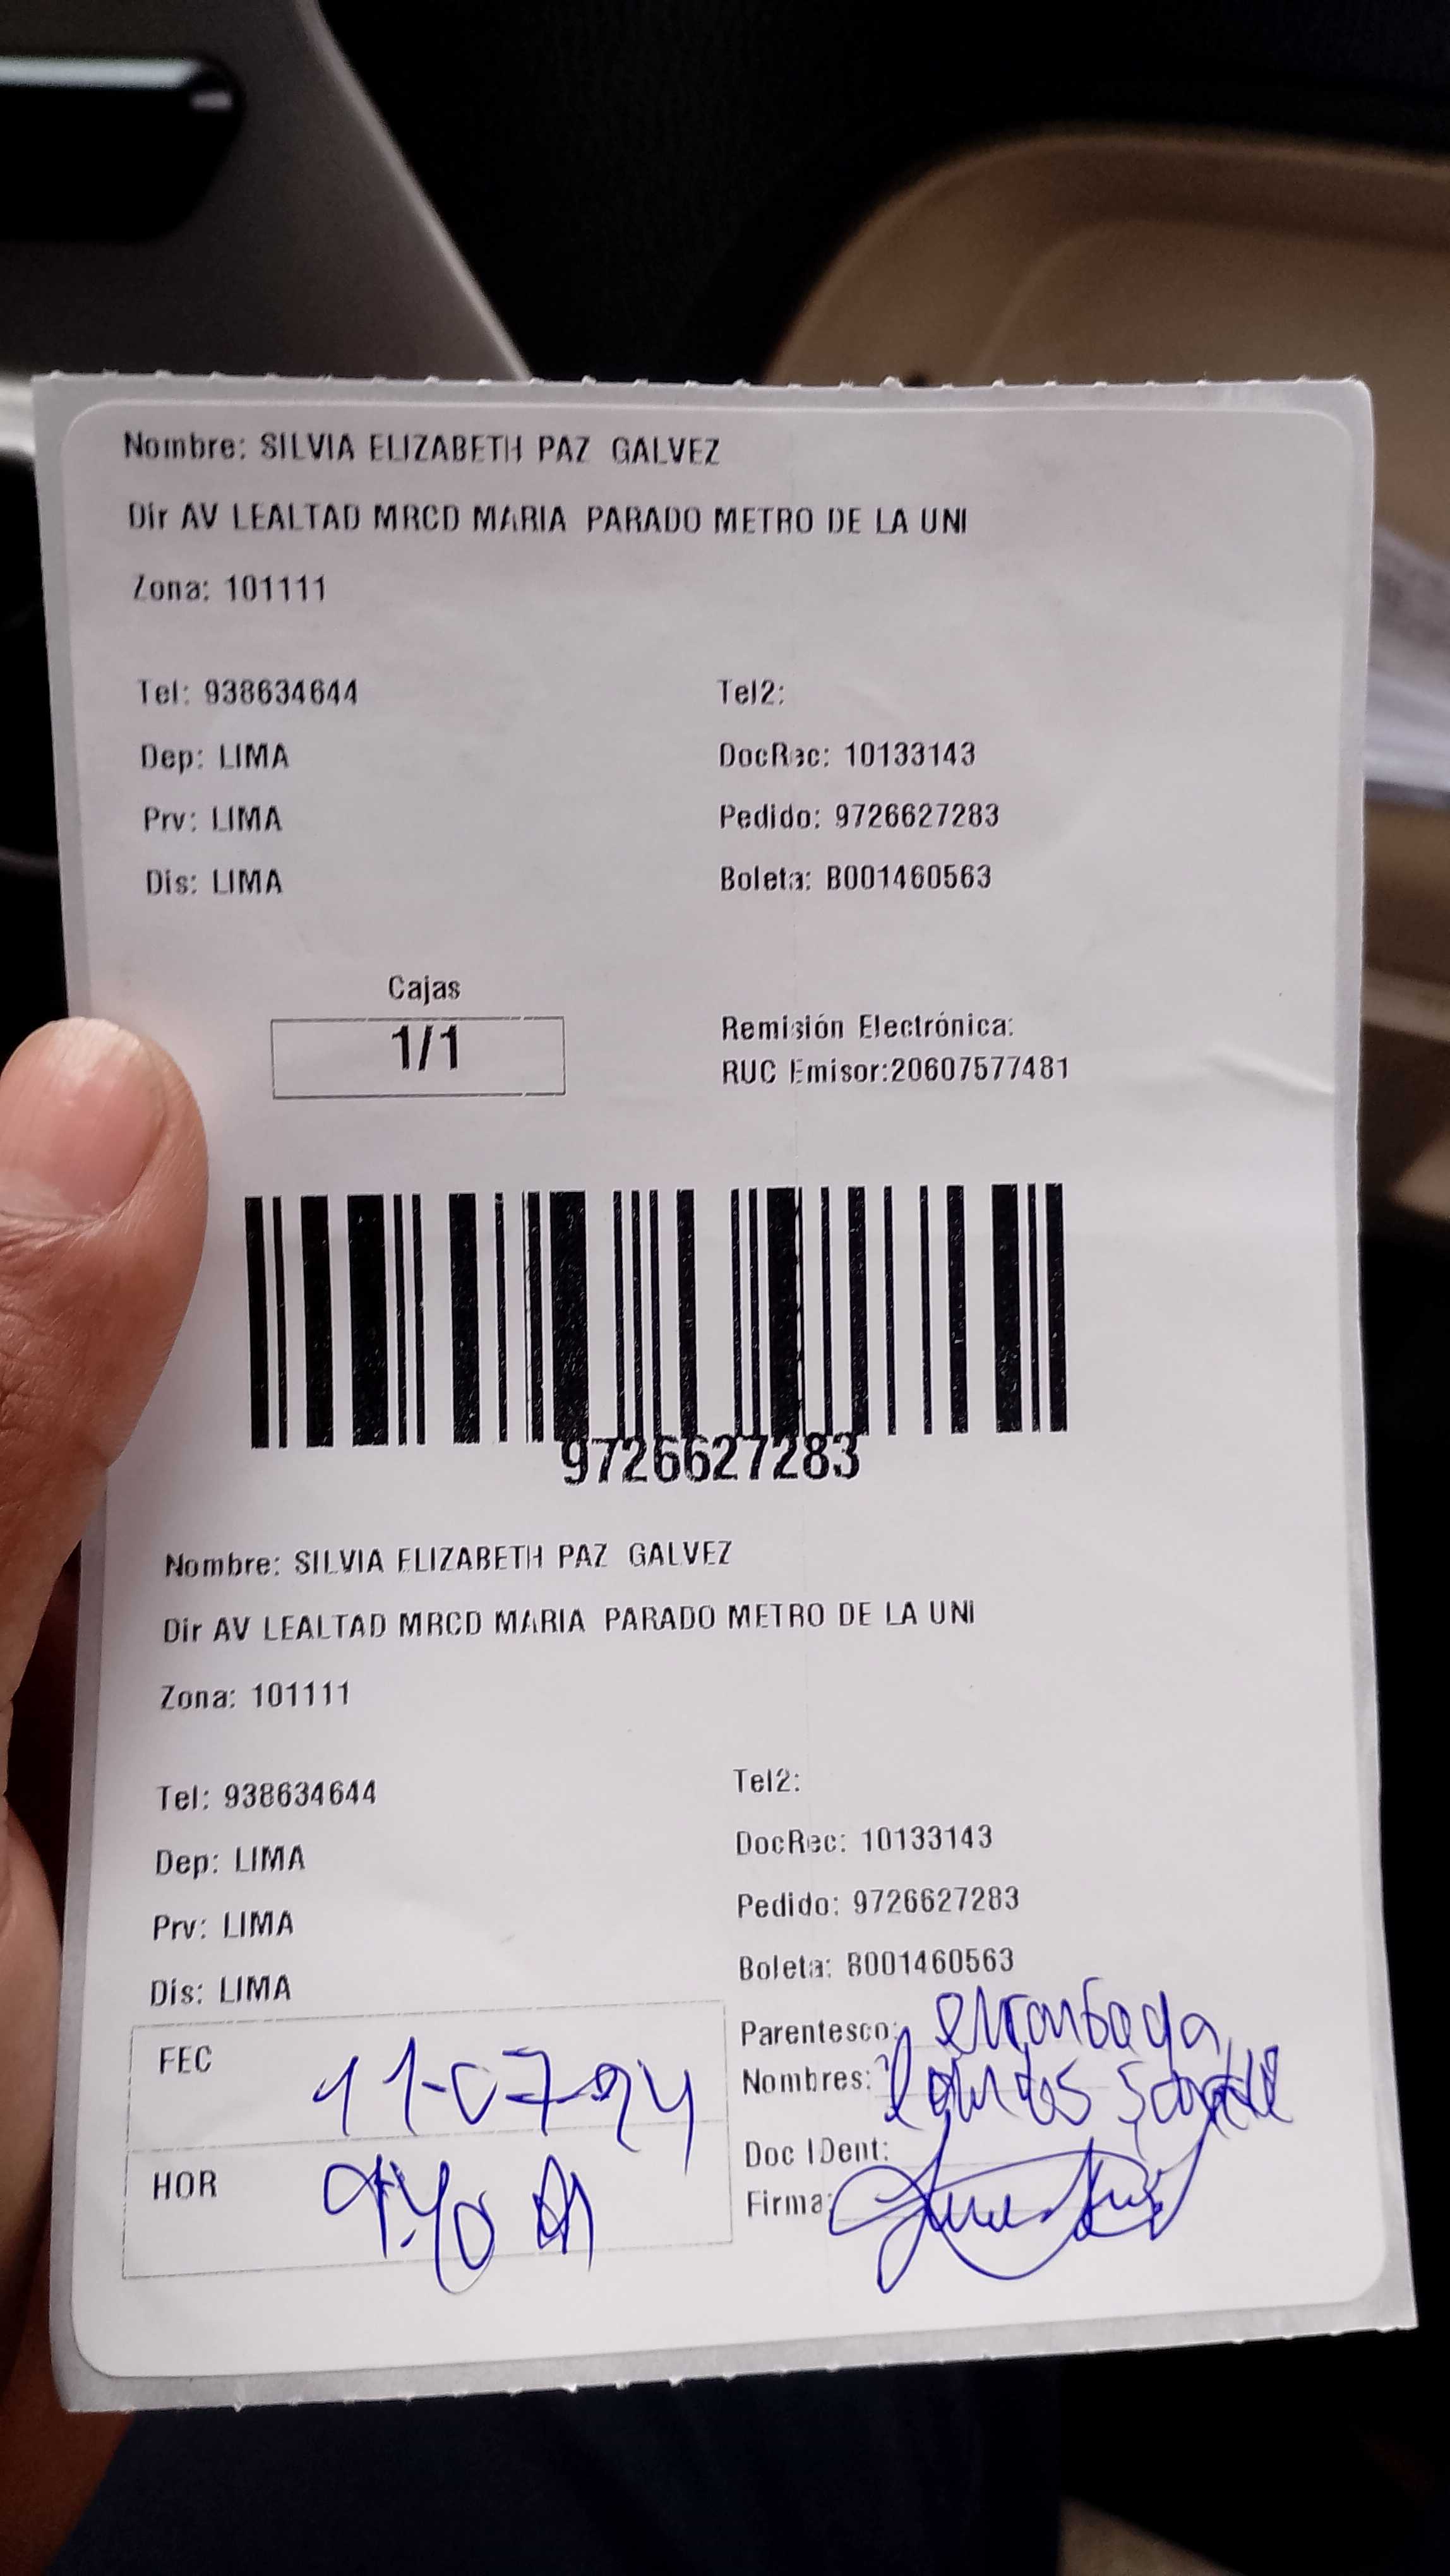 Nombre: SILVIA ELIZABETH PAZ GALVEZ
Dir AV LEALTAD MRCD MARIA PARADO METRO DE LA UNI
Zona: 101111
Tel: 938634644
Tel2:
Dep: LIMA
DocRec: 10133143
Prv: LIMA
Pedido: 9726627283
Dis: LIMA
Boleta: B001460563
Cajas
1/1
Remisión Electrónica:
RUC Emisor:20607577481
9726627283
Nombre: SILVIA ELIZABETH PAZ GALVEZ
Dir AV LEALTAD MRCD MARIA PARADO METRO DE LA UNI
Zona: 101111
Tel: 938634644
Tel2:
Dep: LIMA
DocRec: 10133143
Prv: LIMA
Pedido: 9726627283
Dis: LIMA
Boleta: B001460563
FEC 11-07-24
Parentesco: encargada
Nombres: Lourdes
HOR 9:40
Doc IDent:
Firma: